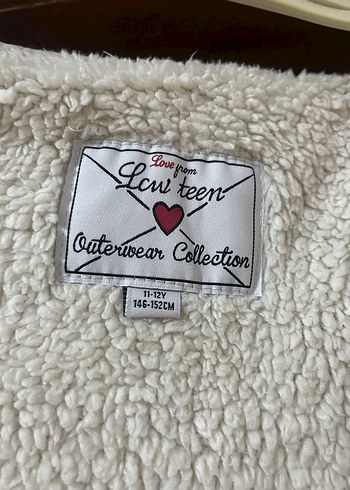 Love from
Lcw teen
Outerwear Collection
11-12Y
146-152CM